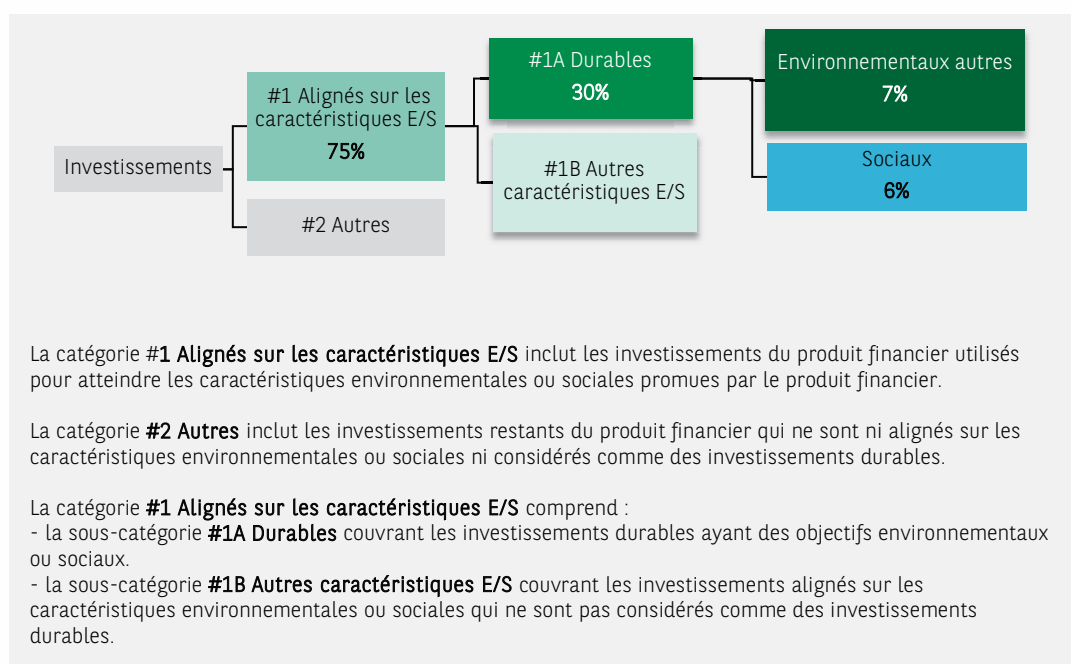 Investissements
#1 Alignés sur les
caractéristiques E/S
75%
#2 Autres
#1A Durables
30%
#1B Autres
caractéristiques E/S
Environnementaux autres
7%
Sociaux
6%
La catégorie #1 Alignés sur les caractéristiques E/S inclut les investissements du produit financier utilisés
pour atteindre les caractéristiques environnementales ou sociales promues par le produit financier.
La catégorie #2 Autres inclut les investissements restants du produit financier qui ne sont ni alignés sur les
caractéristiques environnementales ou sociales ni considérés comme des investissements durables.
La catégorie #1 Alignés sur les caractéristiques E/S comprend :
- la sous-catégorie #1A Durables couvrant les investissements durables ayant des objectifs environnementaux
ou sociaux.
- la sous-catégorie #1B Autres caractéristiques E/S couvrant les investissements alignés sur les
caractéristiques environnementales ou sociales qui ne sont pas considérés comme des investissements
durables.